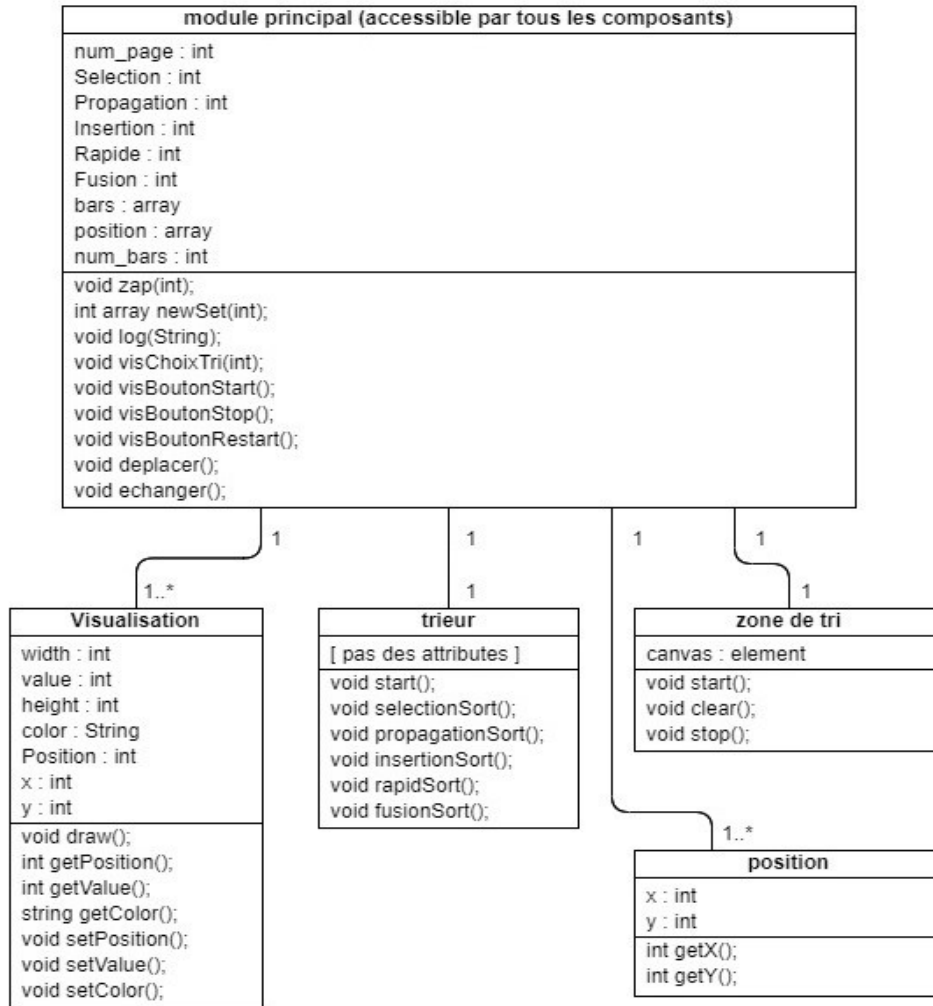 module principal (accessible par tous les composants)
num_page : int
Selection : int
Propagation : int
Insertion : int
Rapide : int
Fusion : int
bars : array
position : array
num_bars : int
void zap(int);
int array newSet(int);
void log(String);
void visChoixTri(int);
void visBoutonStart();
void visBoutonStop();
void visBoutonRestart();
void deplacer();
void echanger();
1
1
1
1
1..*
1
1
Visualisation
width : int
value : int
height : int
color : String
Position : int
x : int
y : int
void draw();
int getPosition();
int getValue();
string getColor();
void setPosition();
void setValue();
void setColor();
trieur
[ pas des attributes ]
void start();
void selectionSort();
void propagationSort();
void insertionSort();
void rapidSort();
void fusionSort();
zone de tri
canvas : element
void start();
void clear();
void stop();
1..*
position
x : int
y : int
int getX();
int getY();